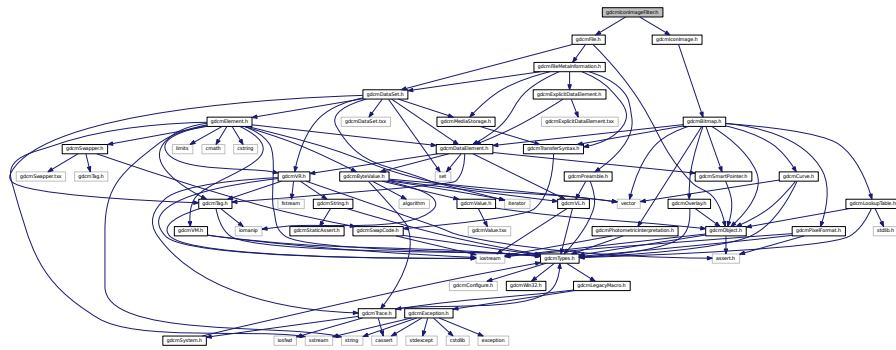 gdcmIconImageFilter.h
gdcmFile.h
gdcmIconImage.h
gdcmFileMetaInformation.h
gdcmDataSet.h
gdcmExplicitDataElement.h
gdcmElement.h
gdcmDataSet.txx
gdcmMediaStorage.h
gdcmExplicitDataElement.txx
gdcmBitmap.h
gdcmSwapper.h
limits
cmath
cstring
gdcmDataElement.h
gdcmTransferSyntax.h
gdcmSwapper.txx
gdcmTag.h
gdcmVR.h
gdcmByteValue.h
set
gdcmPreamble.h
gdcmSmartPointer.h
gdcmCurve.h
gdcmTag.h
fstream
gdcmString.h
algorithm
gdcmValue.h
iterator
gdcmVL.h
vector
gdcmOverlay.h
gdcmLookupTable.h
gdcmVM.h
iomanip
gdcmStaticAssert.h
gdcmSwapCode.h
gdcmValue.txx
gdcmPhotometricInterpretation.h
gdcmObject.h
gdcmPixelFormat.h
stdlib.h
iostream
gdcmTypes.h
assert.h
gdcmConfigure.h
gdcmWin32.h
gdcmLegacyMacro.h
gdcmTrace.h
gdcmException.h
gdcmSystem.h
iosfwd
sstream
string
cassert
stdexcept
cstdlib
exception